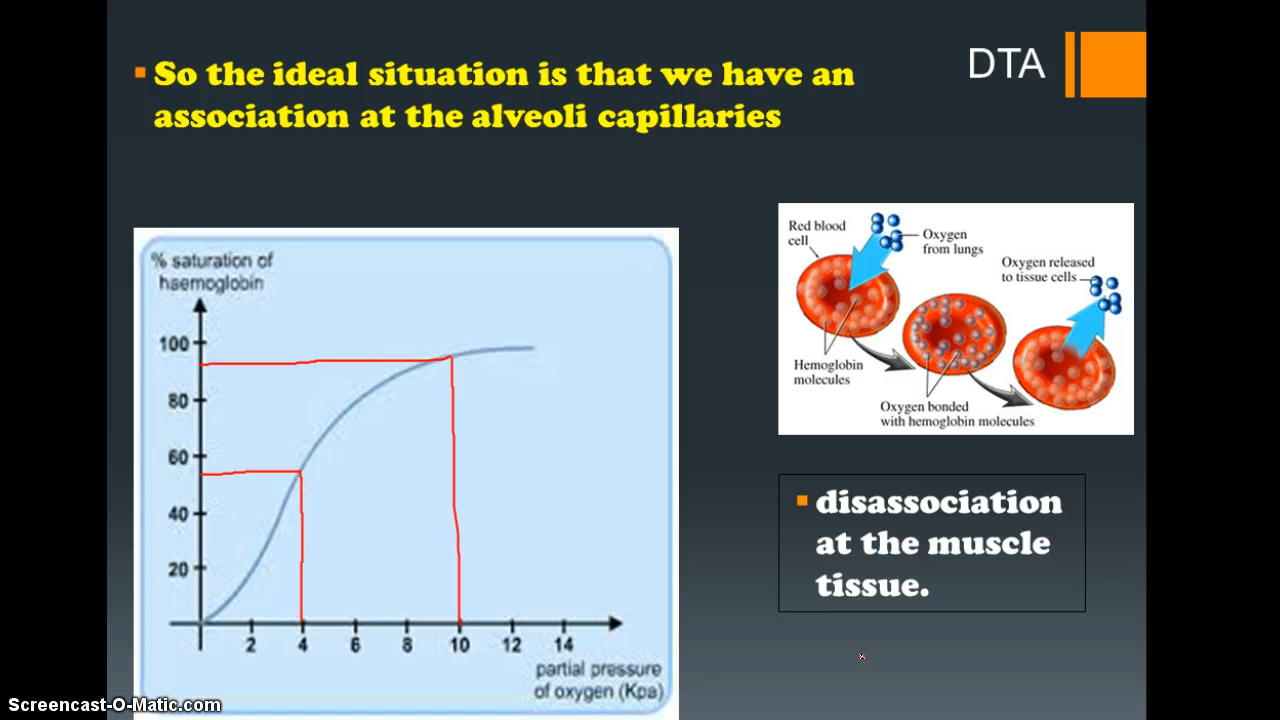 So the ideal situation is that we have an
association at the alveoli capillaries
DTA
% saturation of
haemoglobin
100
80
60
40
20
2 4 6 8 10 12 14
partial pressure
of oxygen (Kpa)
Red blood
cell
Oxygen
from lungs
Oxygen released
to tissue cells
Hemoglobin
molecules
Oxygen bonded
with hemoglobin molecules
disassociation
at the muscle
tissue.
Screencast-O-Matic.com